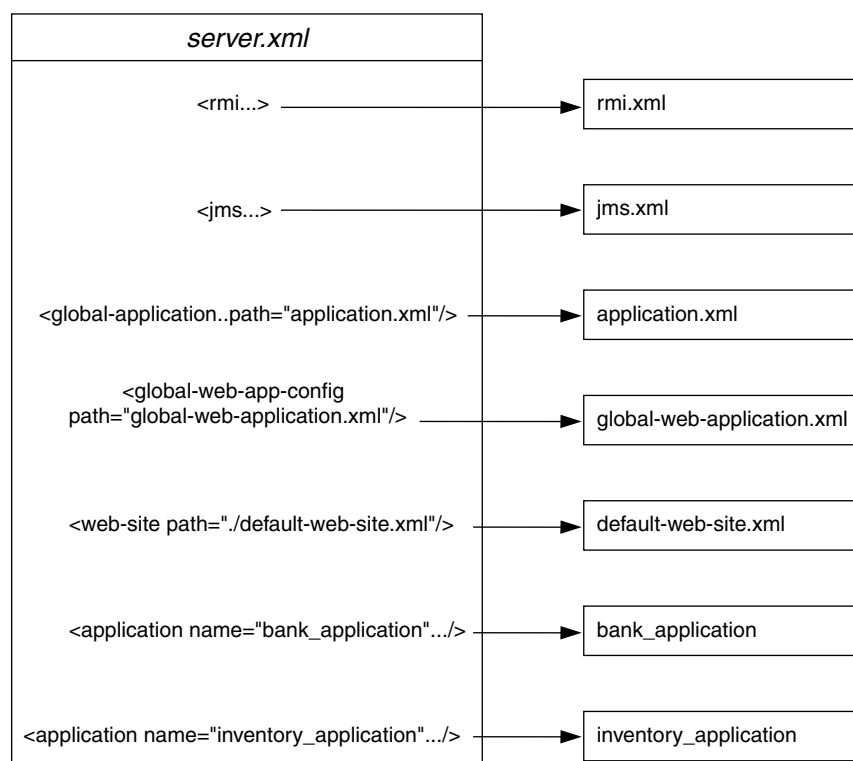 server.xml
<rmi...>
rmi.xml
<jms...>
jms.xml
<global-application..path="application.xml"/>
application.xml
<global-web-app-config
path="global-web-application.xml"/>
global-web-application.xml
<web-site path="./default-web-site.xml"/>
default-web-site.xml
<application name="bank_application".../>
bank_application
<application name="inventory_application".../>
inventory_application